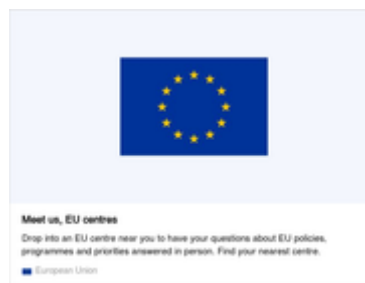 Meet us, EU centres
Drop into an EU centre near you to have your questions about EU policies,
programmes and priorities answered in person. Find your nearest centre.
European Union